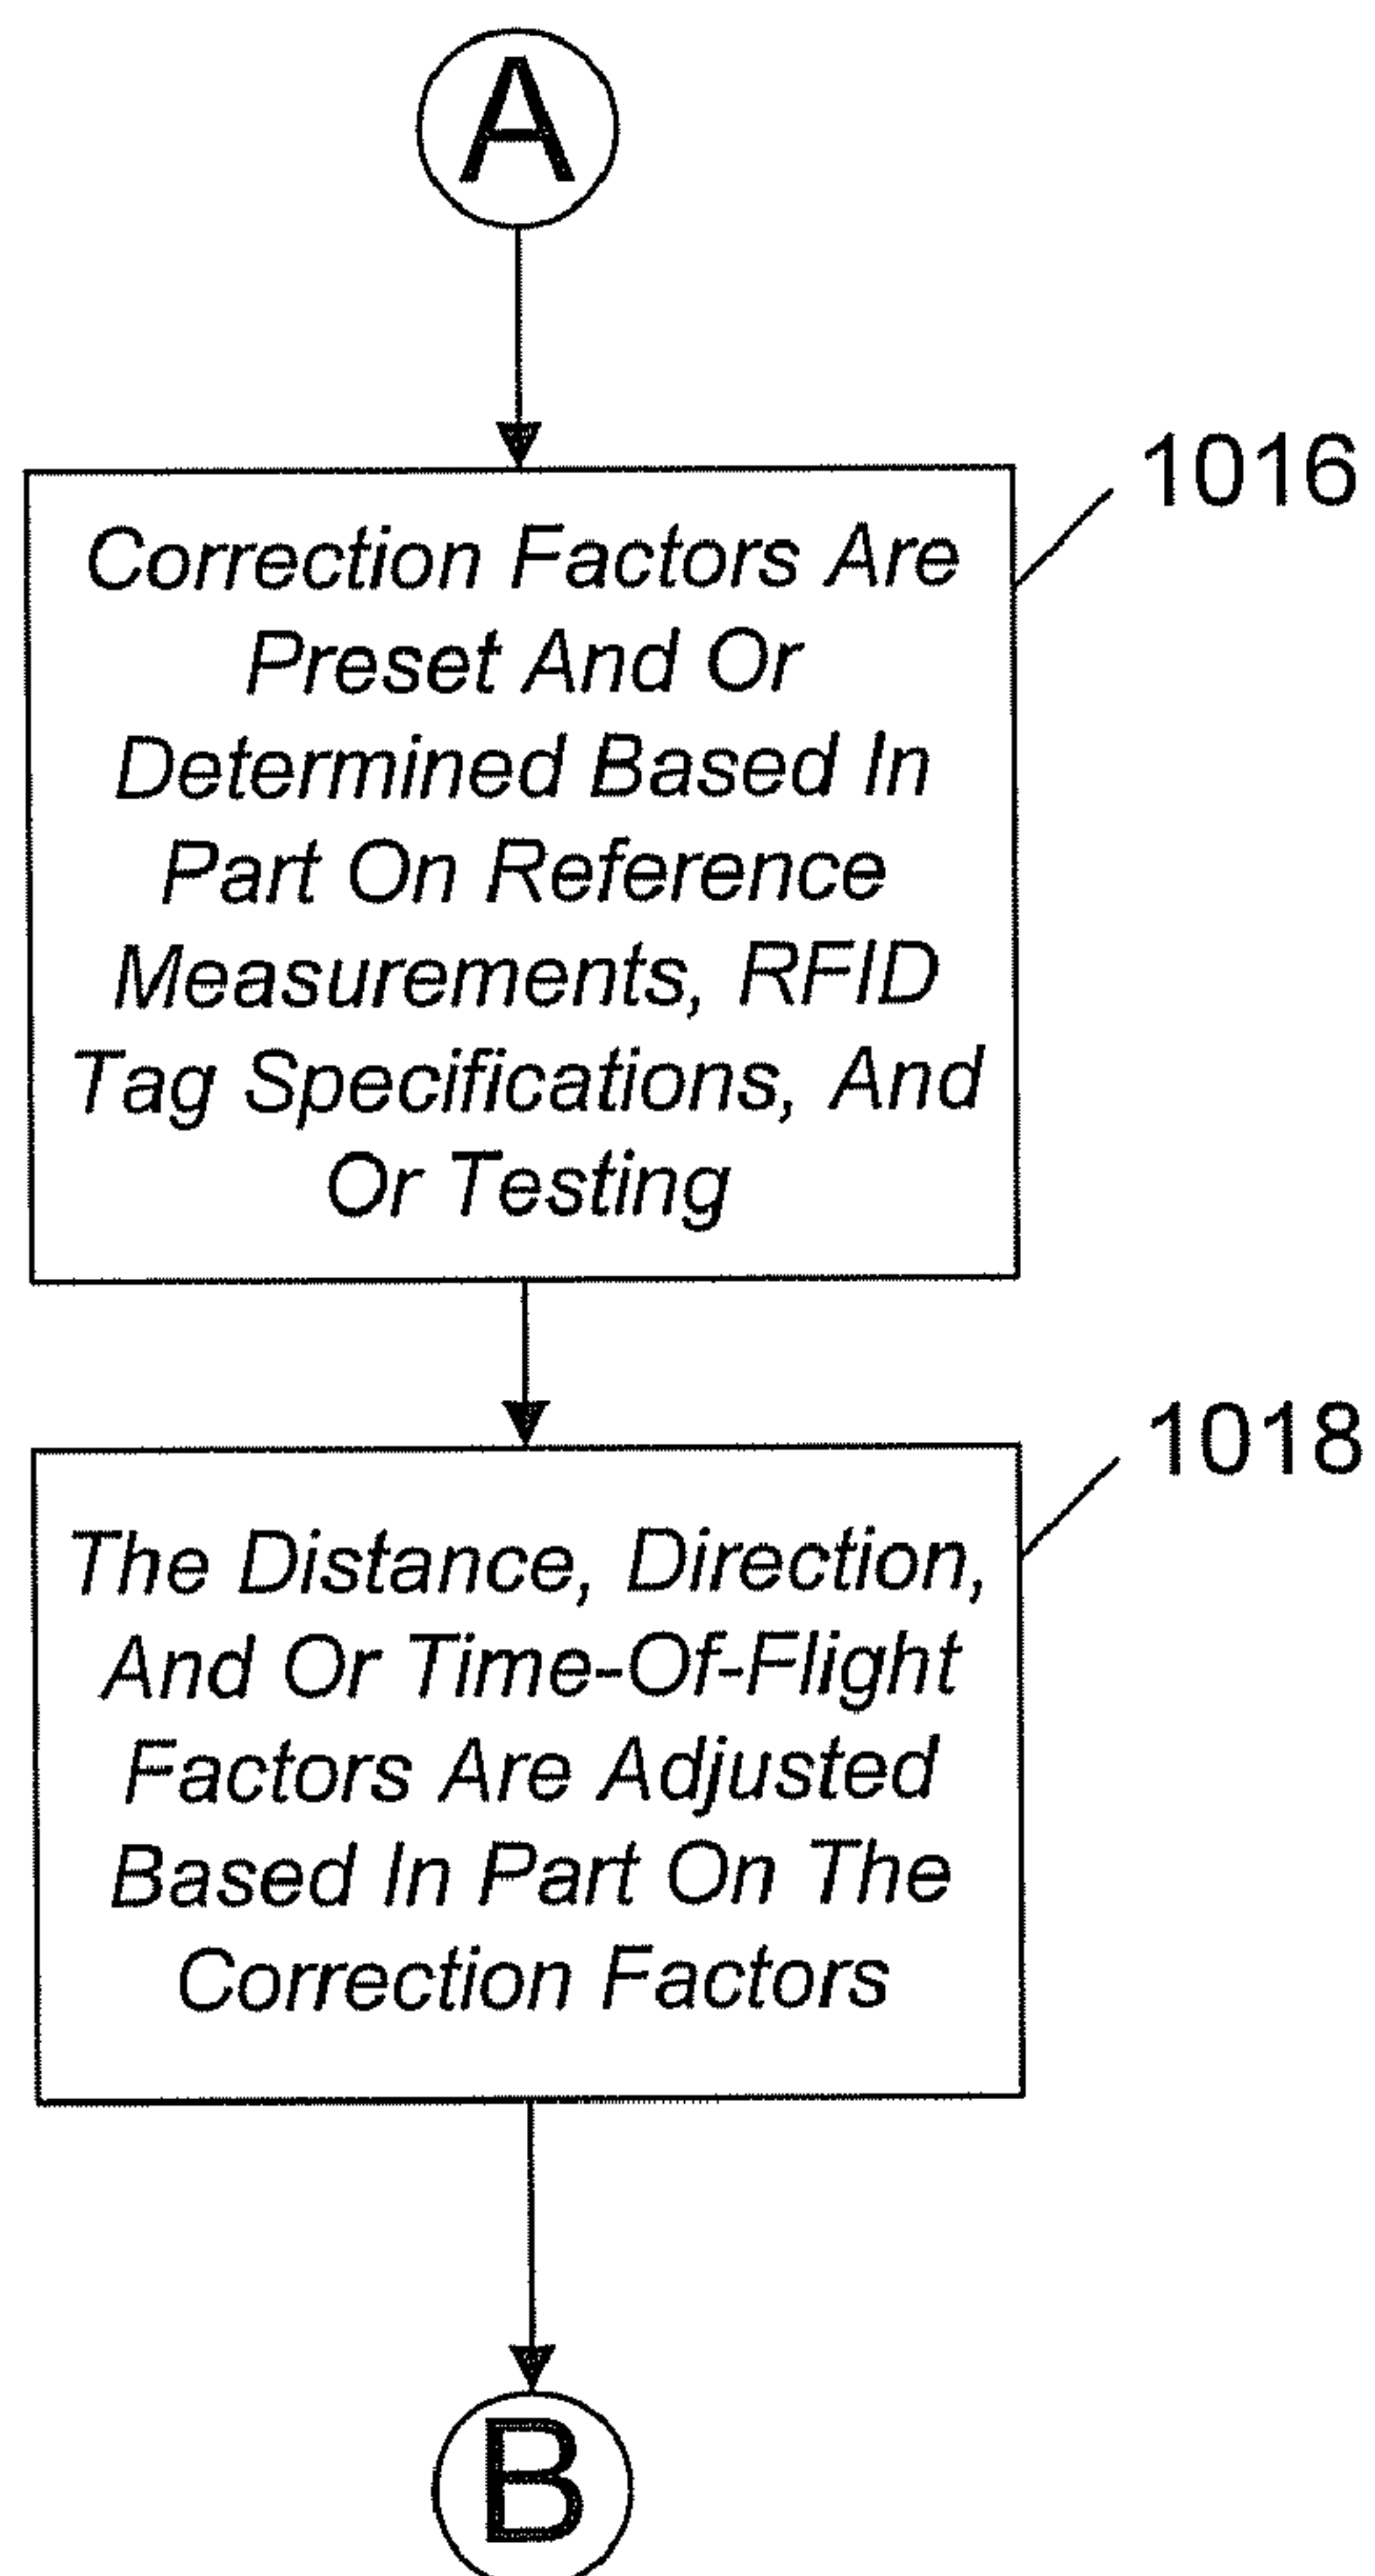 A
1016
Correction Factors Are
Preset And Or
Determined Based In
Part On Reference
Measurements, RFID
Tag Specifications, And
Or Testing
1018
The Distance, Direction,
And Or Time-Of-Flight
Factors Are Adjusted
Based In Part On The
Correction Factors
B